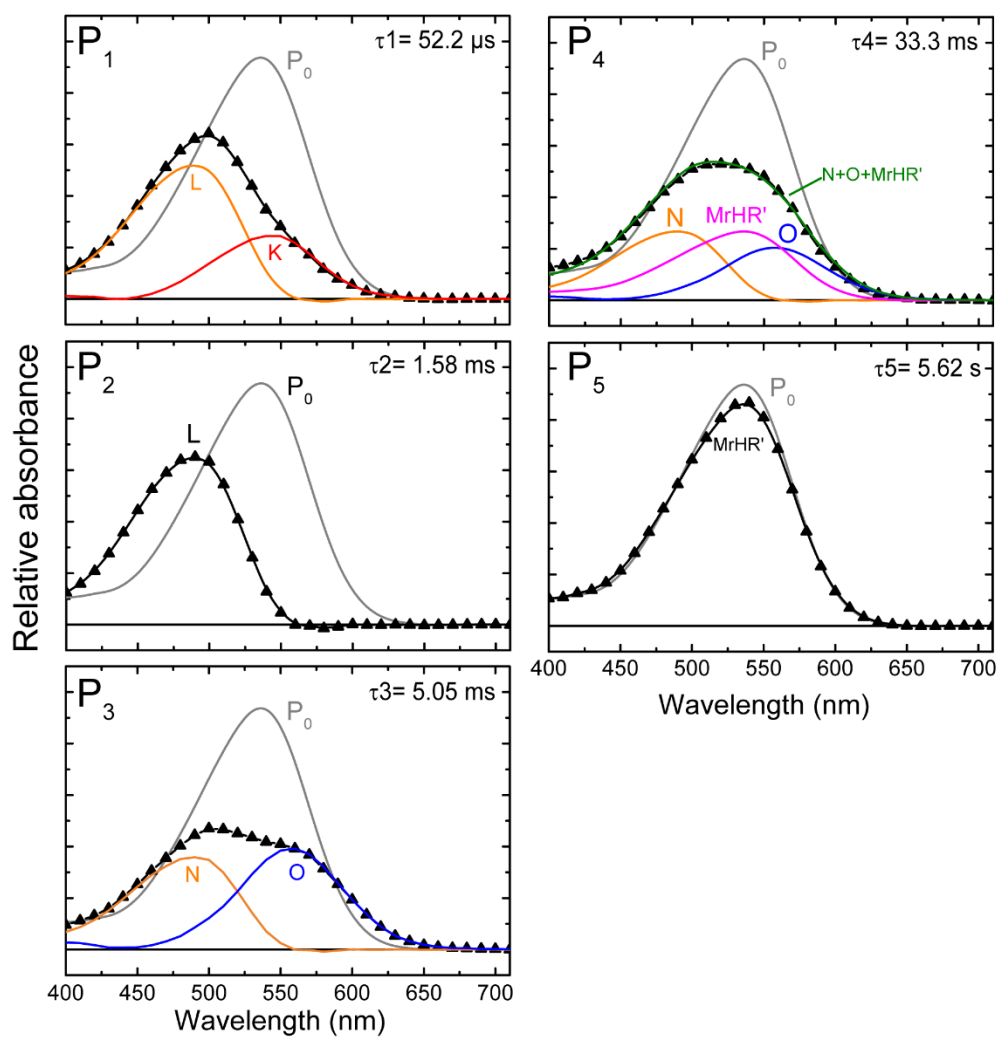 P1
τ1= 52.2 µs
P0
L
K
P4
τ4= 33.3 ms
P0
N+O+MrHR'
N
MrHR'
O
P2
τ2= 1.58 ms
P0
L
P5
τ5= 5.62 s
P0
MrHR'
400 450 500 550 600 650 700
Wavelength (nm)
P3
τ3= 5.05 ms
P0
N
O
400 450 500 550 600 650 700
Wavelength (nm)
Relative absorbance